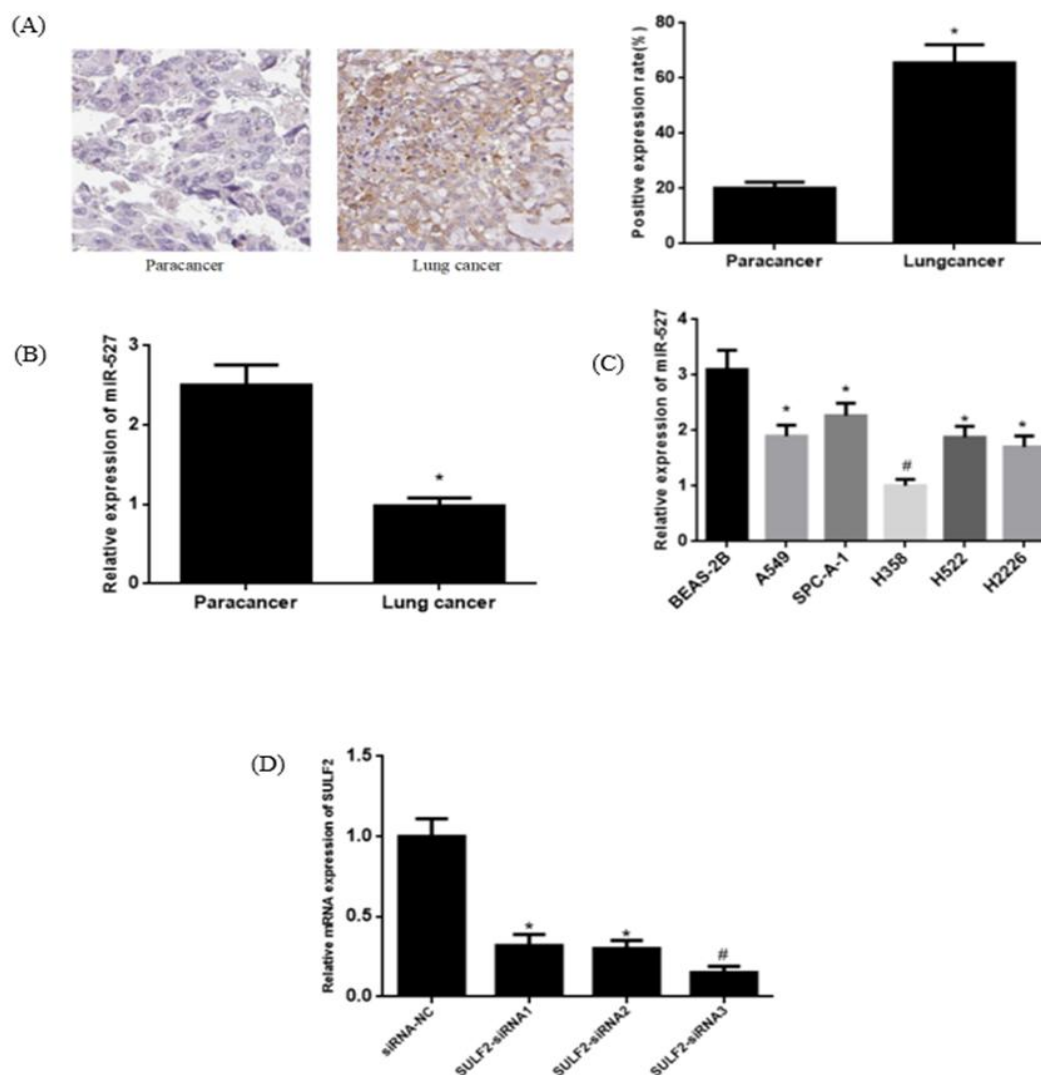 (A)
Paracancer
Lung cancer
Positive expression rate(%)
80
60
40
20
0
*
Paracancer
Lungcancer
(B)
Relative expression of miR-527
3
2
1
0
*
Paracancer
Lung cancer
(C)
Relative expression of miR-527
4
3
2
1
0
*
*
#
*
*
BEAS-2B
A549
SPC-A-1
H358
H522
H2226
(D)
Relative mRNA expression of SULF2
1.5
1.0
0.5
0.0
*
*
#
siRNA-NC
SULF2-siRNA1
SULF2-siRNA2
SULF2-siRNA3